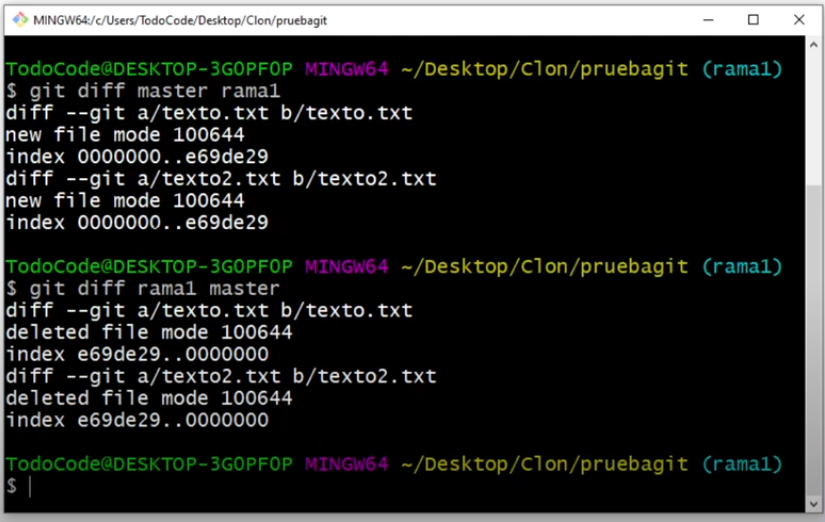 MINGW64:/c/Users/TodoCode/Desktop/Clon/pruebagit
TodoCode@DESKTOP-3G0PF0P MINGW64 ~/Desktop/Clon/pruebagit (rama1)
$ git diff master rama1
diff --git a/texto.txt b/texto.txt
new file mode 100644
index 0000000..e69de29
diff --git a/texto2.txt b/texto2.txt
new file mode 100644
index 0000000..e69de29
TodoCode@DESKTOP-3G0PF0P MINGW64 ~/Desktop/Clon/pruebagit (rama1)
$ git diff rama1 master
diff --git a/texto.txt b/texto.txt
deleted file mode 100644
index e69de29..0000000
diff --git a/texto2.txt b/texto2.txt
deleted file mode 100644
index e69de29..0000000
TodoCode@DESKTOP-3G0PF0P MINGW64 ~/Desktop/Clon/pruebagit (rama1)
$